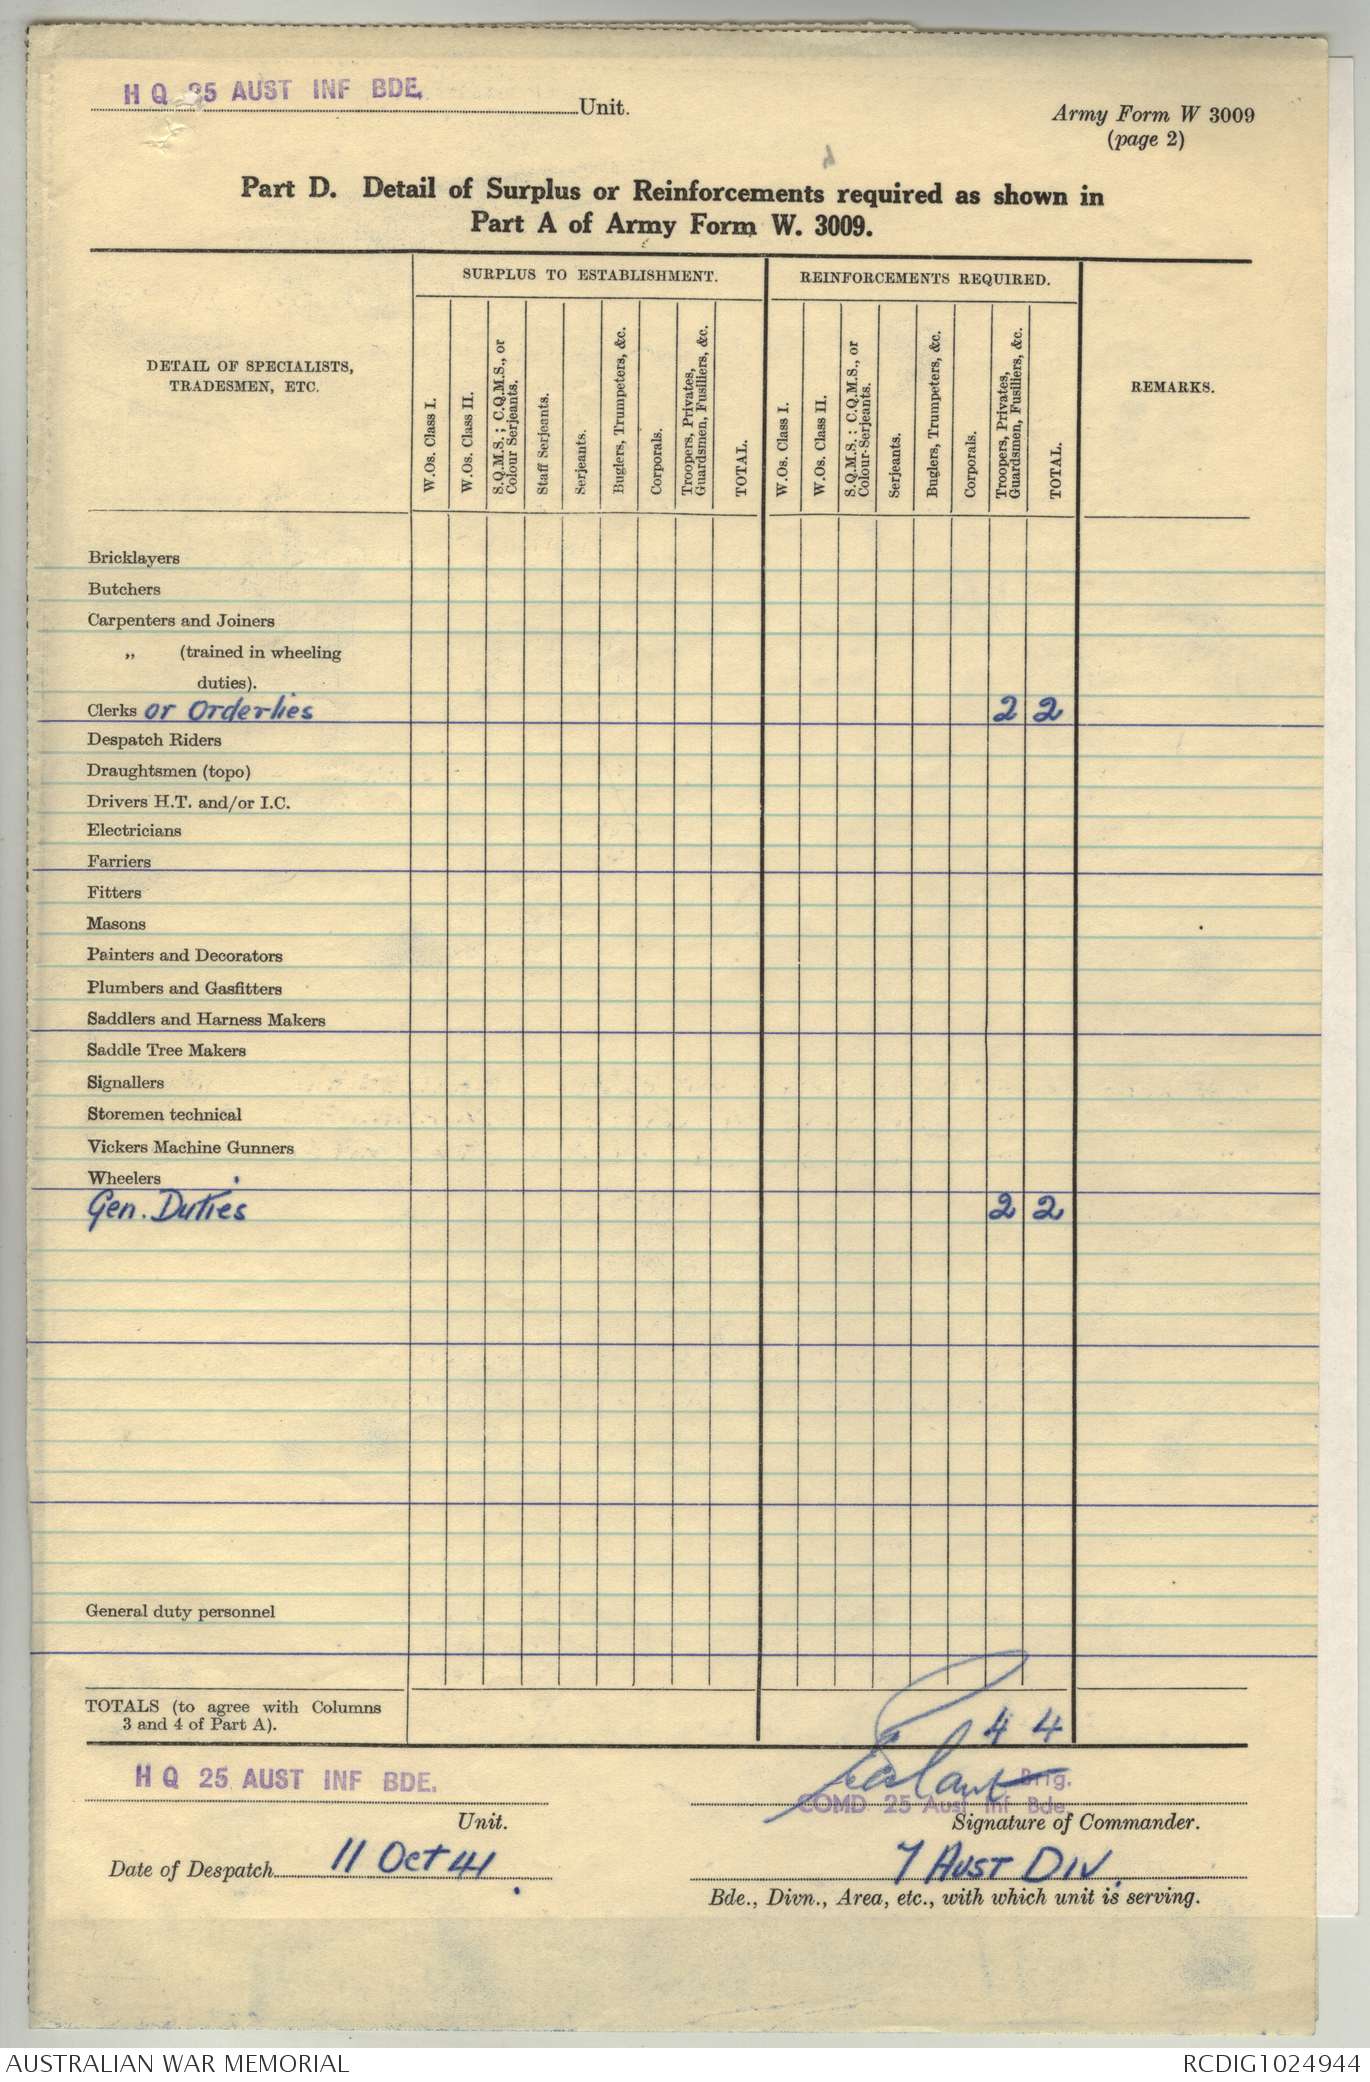 HQ 25 AUST INF BDE. Unit.
Army Form W 3009
(page 2)
Part D. Detail of Surplus or Reinforcements required as shown in
Part A of Army Form W. 3009.
DETAIL OF SPECIALISTS,
TRADESMEN, ETC.
SURPLUS TO ESTABLISHMENT.
REINFORCEMENTS REQUIRED.
REMARKS.
W.Os. Class I.
W.Os. Class II.
S.Q.M.S. ; C.Q.M.S., or
Colour Serjeants.
Staff Serjeants.
Serjeants.
Buglers, Trumpeters, &c.
Corporals.
Troopers, Privates,
Guardsmen, Fusiliers, &c.
TOTAL.
W.Os. Class I.
W.Os. Class II.
S.Q.M.S. : C.Q.M.S., or
Colour-Serjeants.
Serjeants.
Buglers, Trumpeters, &c.
Corporals.
Troopers, Privates,
Guardsmen, Fusiliers, &c.
TOTAL.
Bricklayers
Butchers
Carpenters and Joiners
„ (trained in wheeling
duties).
Clerks or Orderlies 2 2
Despatch Riders
Draughtsmen (topo)
Drivers H.T. and/or I.C.
Electricians
Farriers
Fitters
Masons
Painters and Decorators
Plumbers and Gasfitters
Saddlers and Harness Makers
Saddle Tree Makers
Signallers
Storemen technical
Vickers Machine Gunners
Wheelers
Gen. Duties 2 2
General duty personnel
TOTALS (to agree with Columns
3 and 4 of Part A). 4 4
HQ 25 AUST INF BDE.
Unit.
Brig.
COMD 25 Aust Inf Bde
Signature of Commander.
Date of Despatch 11 Oct 41.
7 AUST DIV.
Bde., Divn., Area, etc., with which unit is serving.
AUSTRALIAN WAR MEMORIAL
RCDIG1024944